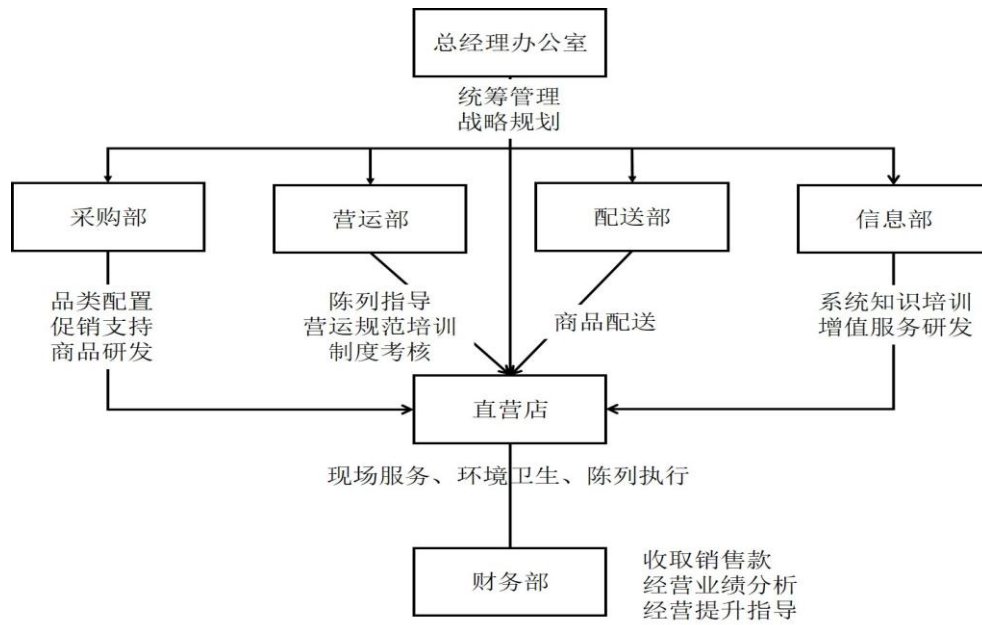 总经理办公室
统筹管理
战略规划
采购部
营运部
配送部
信息部
品类配置
促销支持
商品研发
陈列指导
营运规范培训
制度考核
商品配送
系统知识培训
增值服务研发
直营店
现场服务、环境卫生、陈列执行
财务部
收取销售款
经营业绩分析
经营提升指导